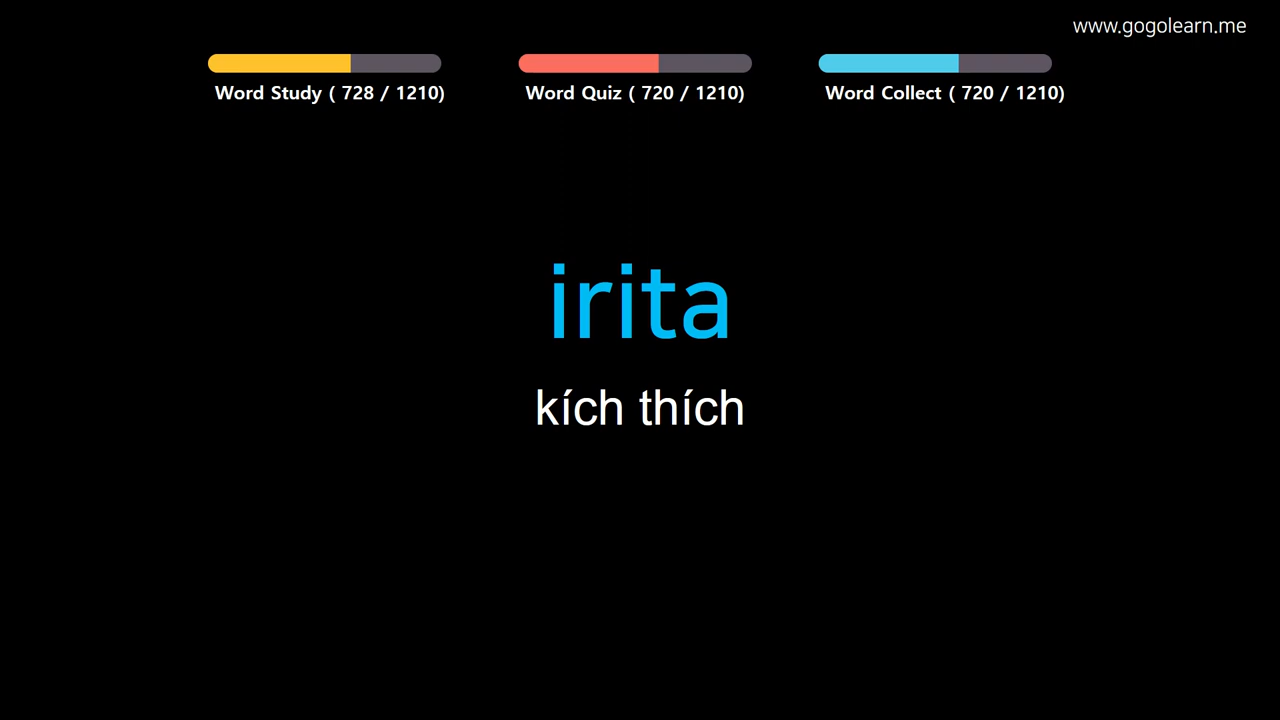 www.gogolearn.me
Word Study ( 728 / 1210)
Word Quiz ( 720 / 1210)
Word Collect ( 720 / 1210)
irita
kích thích